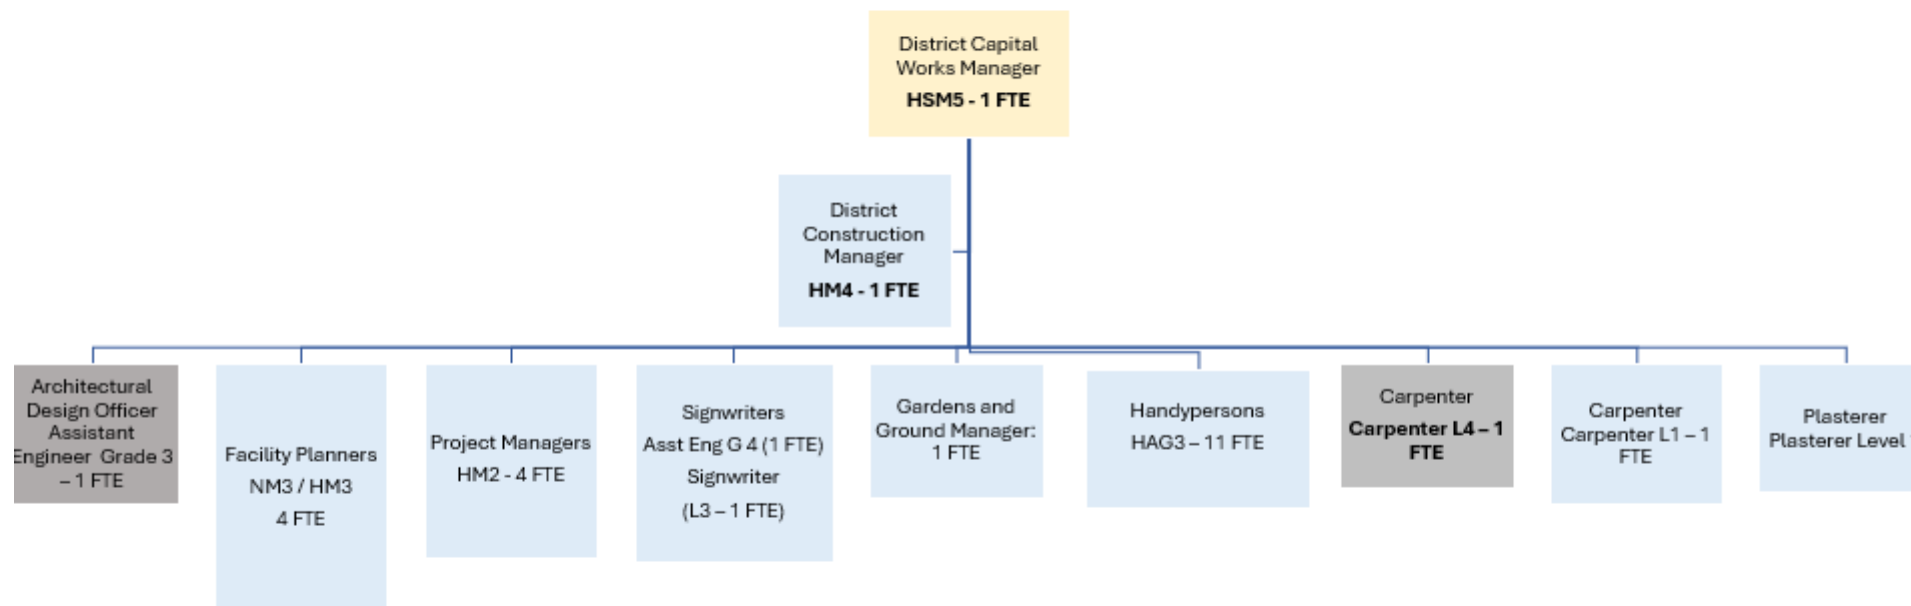 District Capital
Works Manager
HSM5 - 1 FTE
District
Construction
Manager
HM4 - 1 FTE
Architectural
Design Officer
Assistant
Engineer Grade 3
– 1 FTE
Facility Planners
NM3 / HM3
4 FTE
Project Managers
HM2 - 4 FTE
Signwriters
Asst Eng G 4 (1 FTE)
Signwriter
(L3 – 1 FTE)
Gardens and
Ground Manager:
1 FTE
Handypersons
HAG3 – 11 FTE
Carpenter
Carpenter L4 – 1
FTE
Carpenter
Carpenter L1 – 1
FTE
Plasterer
Plasterer Level